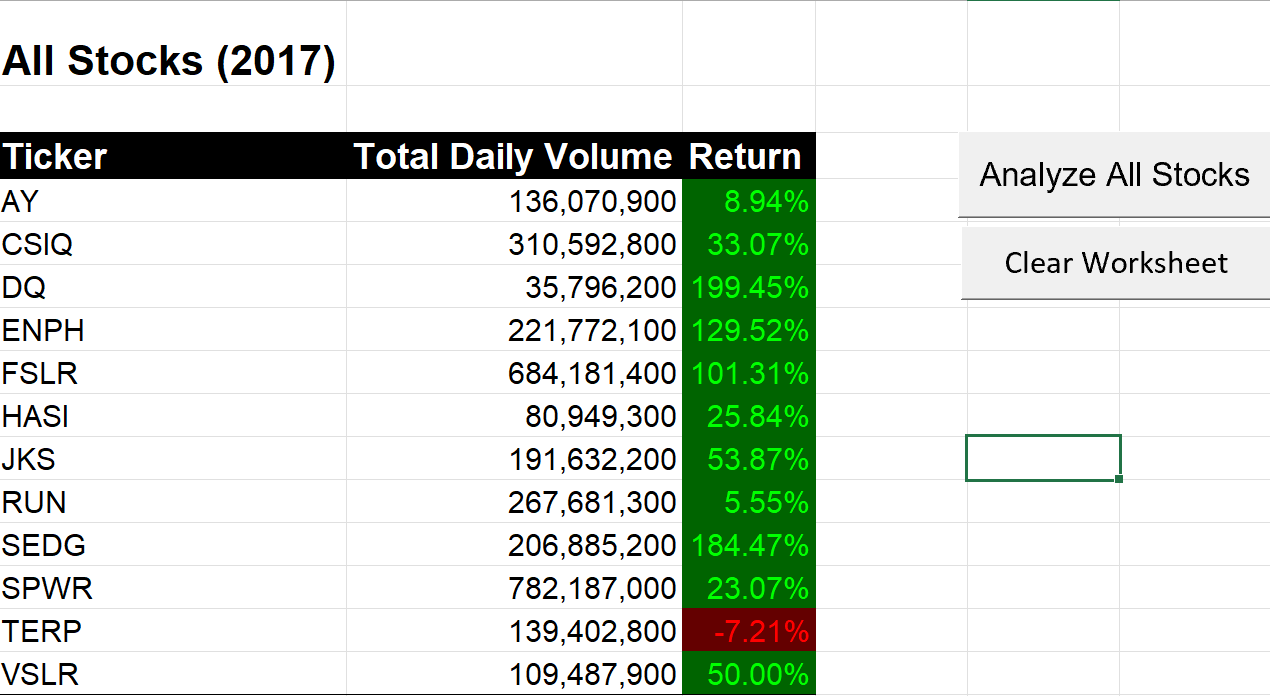 All Stocks (2017)
Ticker Total Daily Volume Return
Analyze All Stocks
AY 136,070,900 8.94%
CSIQ 310,592,800 33.07%
Clear Worksheet
DQ 35,796,200 199.45%
ENPH 221,772,100 129.52%
FSLR 684,181,400 101.31%
HASI 80,949,300 25.84%
JKS 191,632,200 53.87%
RUN 267,681,300 5.55%
SEDG 206,885,200 184.47%
SPWR 782,187,000 23.07%
TERP 139,402,800 -7.21%
VSLR 109,487,900 50.00%